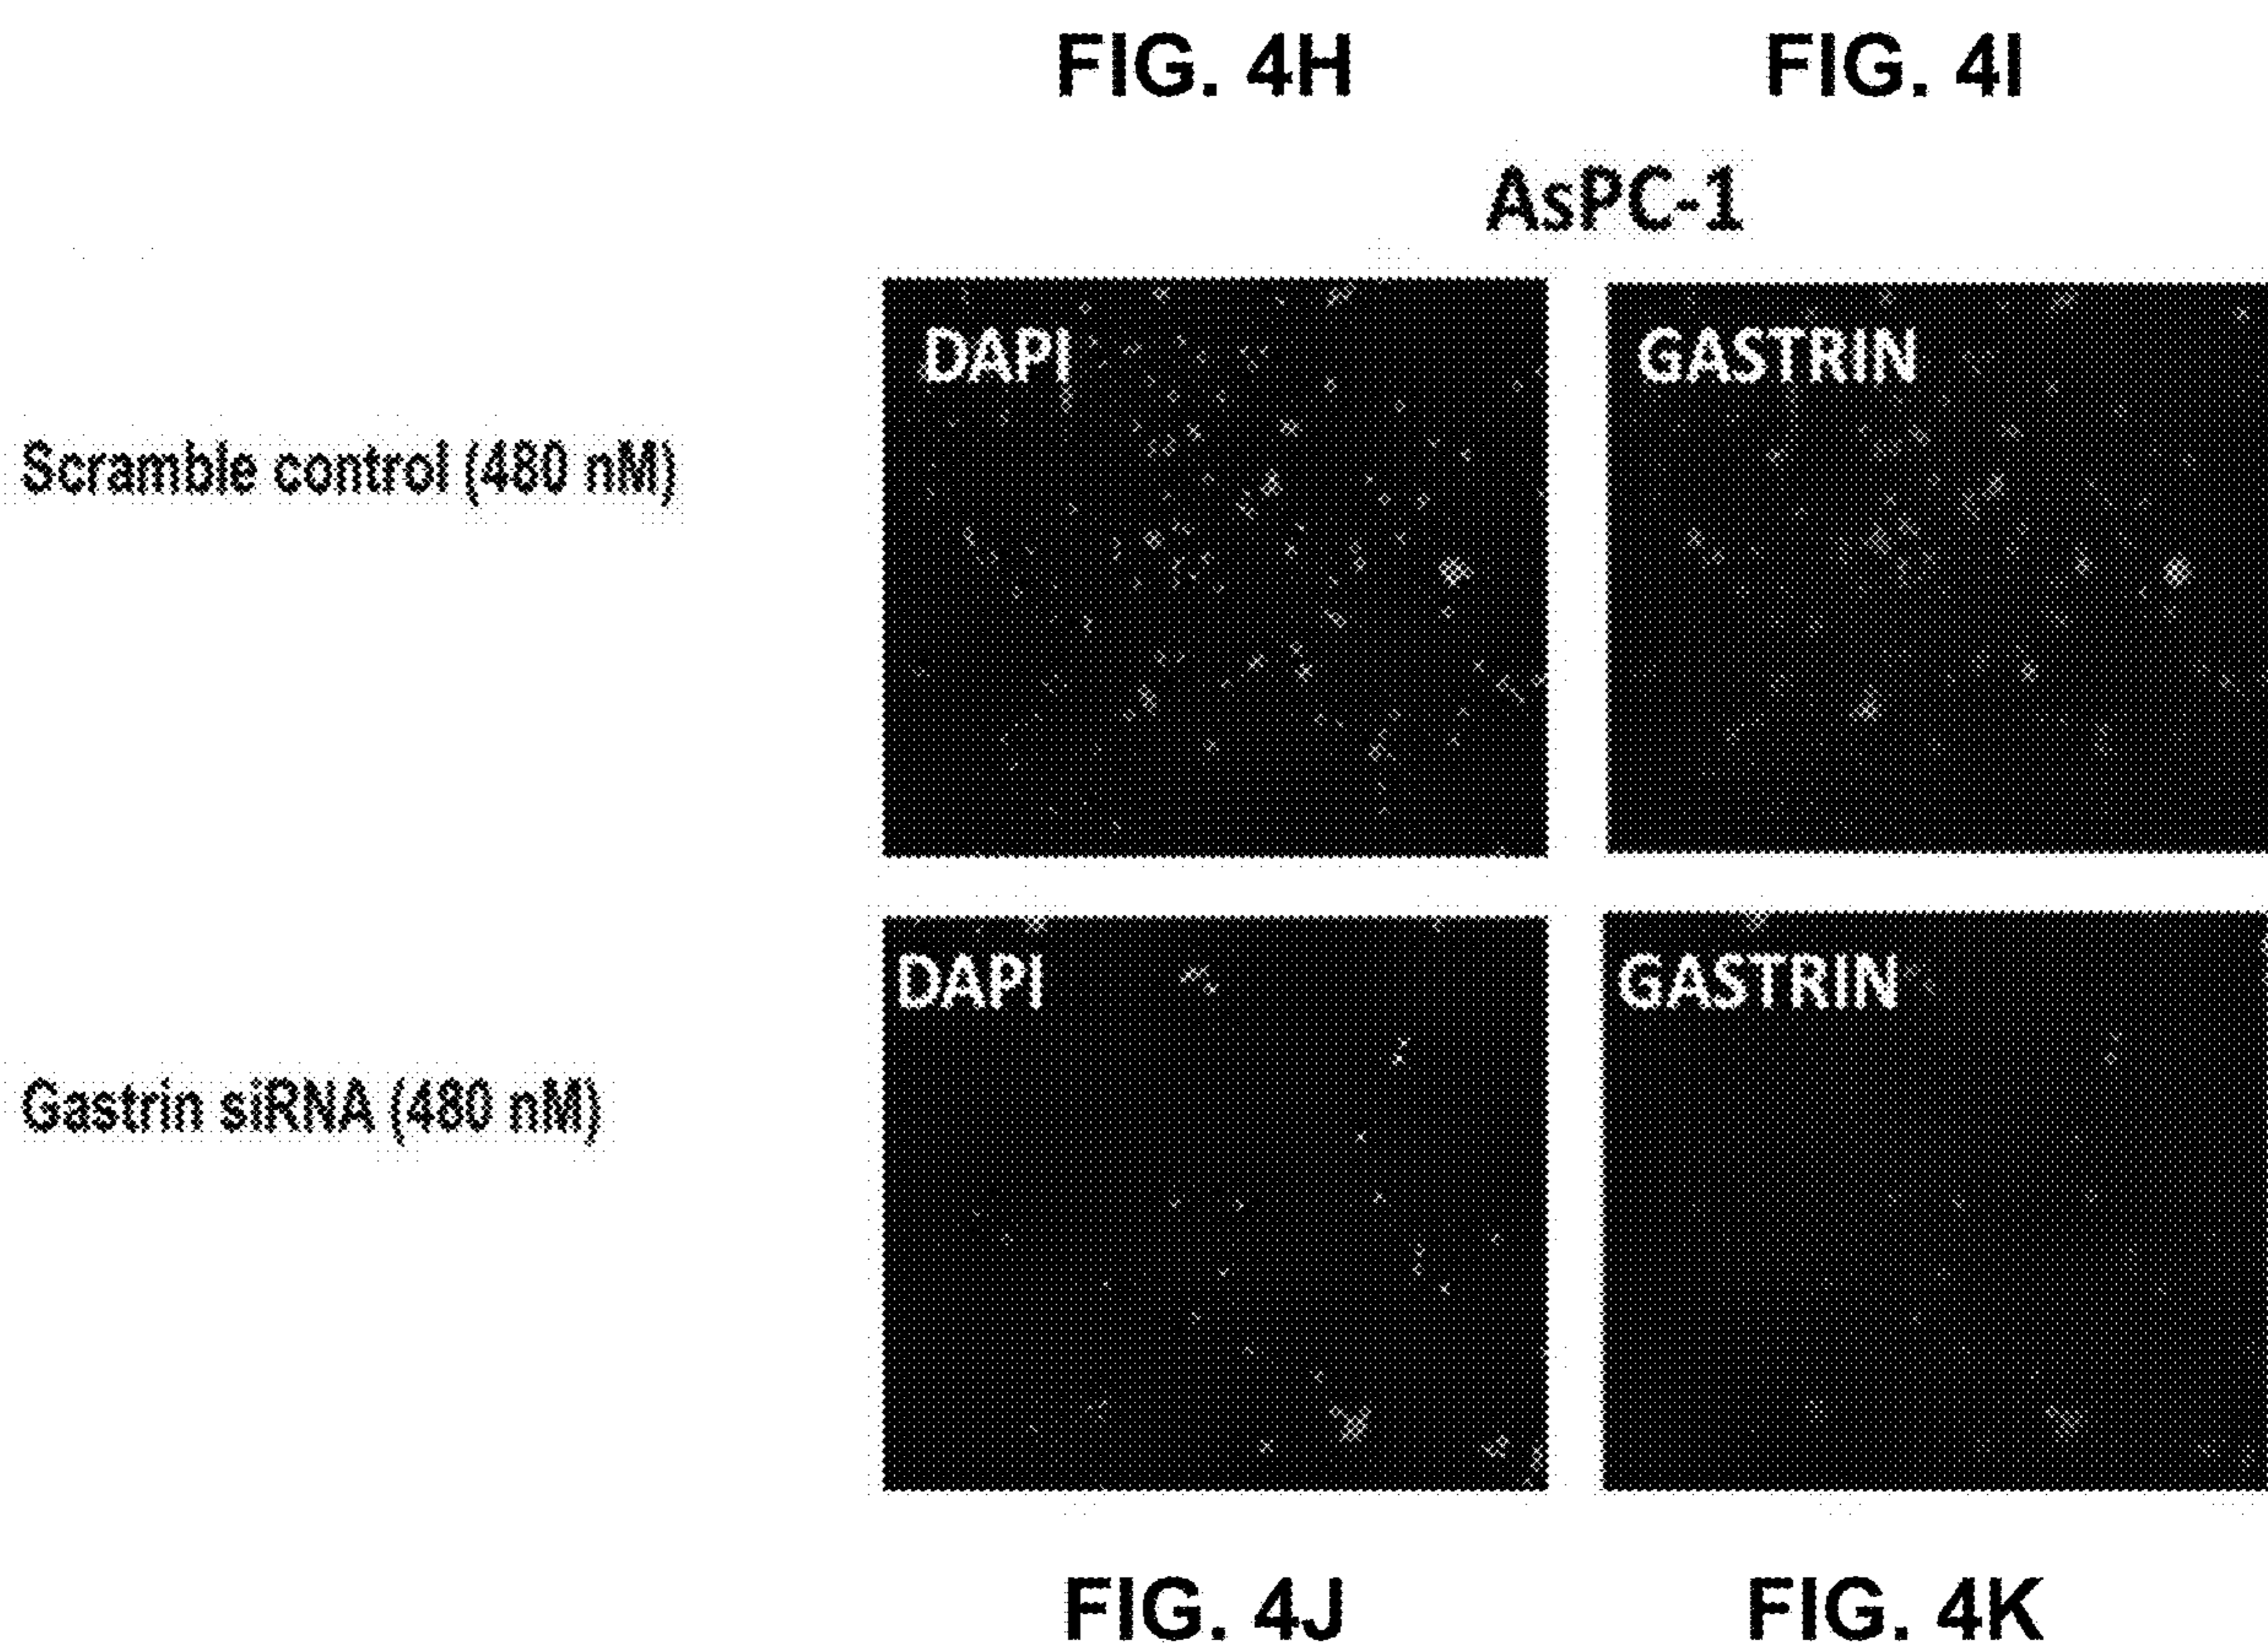 FIG. 4H FIG. 4I
AsPC-1
DAPI GASTRIN
Scramble control (480 nM)
DAPI GASTRIN
Gastrin siRNA (480 nM)
FIG. 4J FIG. 4K